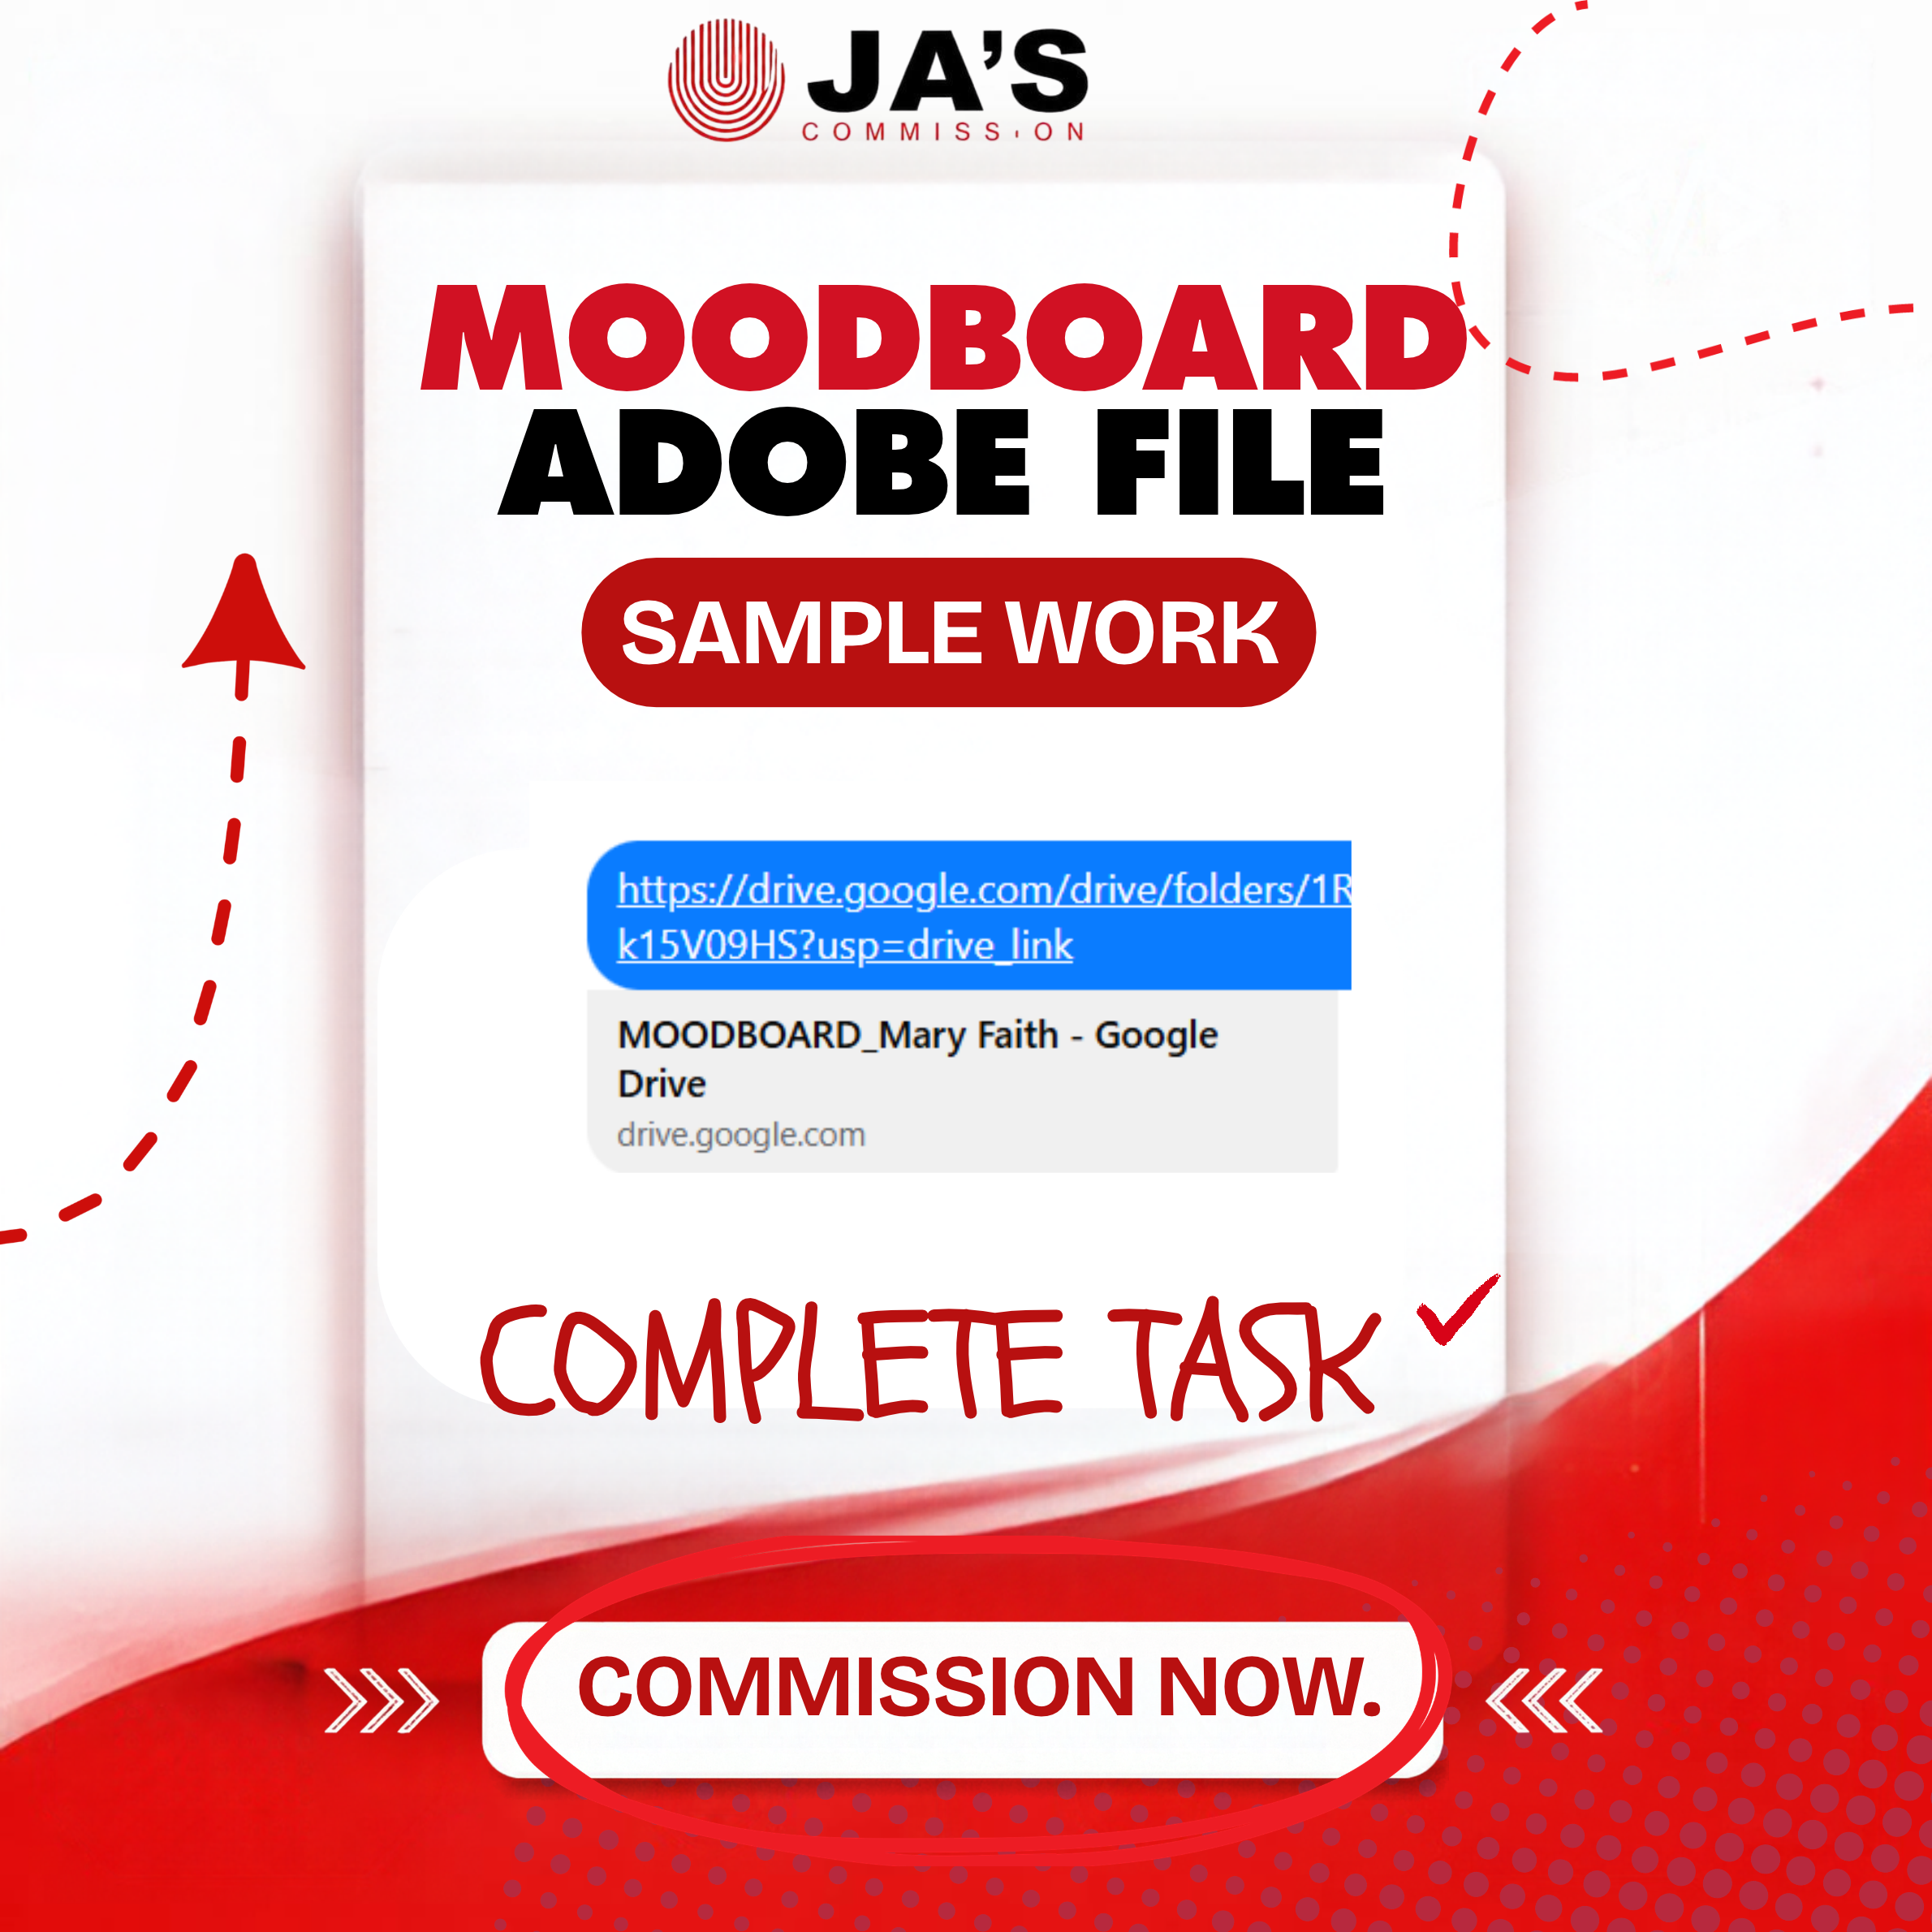 JA'S
COMMISSION
MOODBOARD
ADOBE FILE
SAMPLE WORK
https://drive.google.com/drive/folders/1R
k15V09HS?usp=drive_link
MOODBOARD_Mary Faith - Google
Drive
drive.google.com
COMPLETE TASK
COMMISSION NOW.